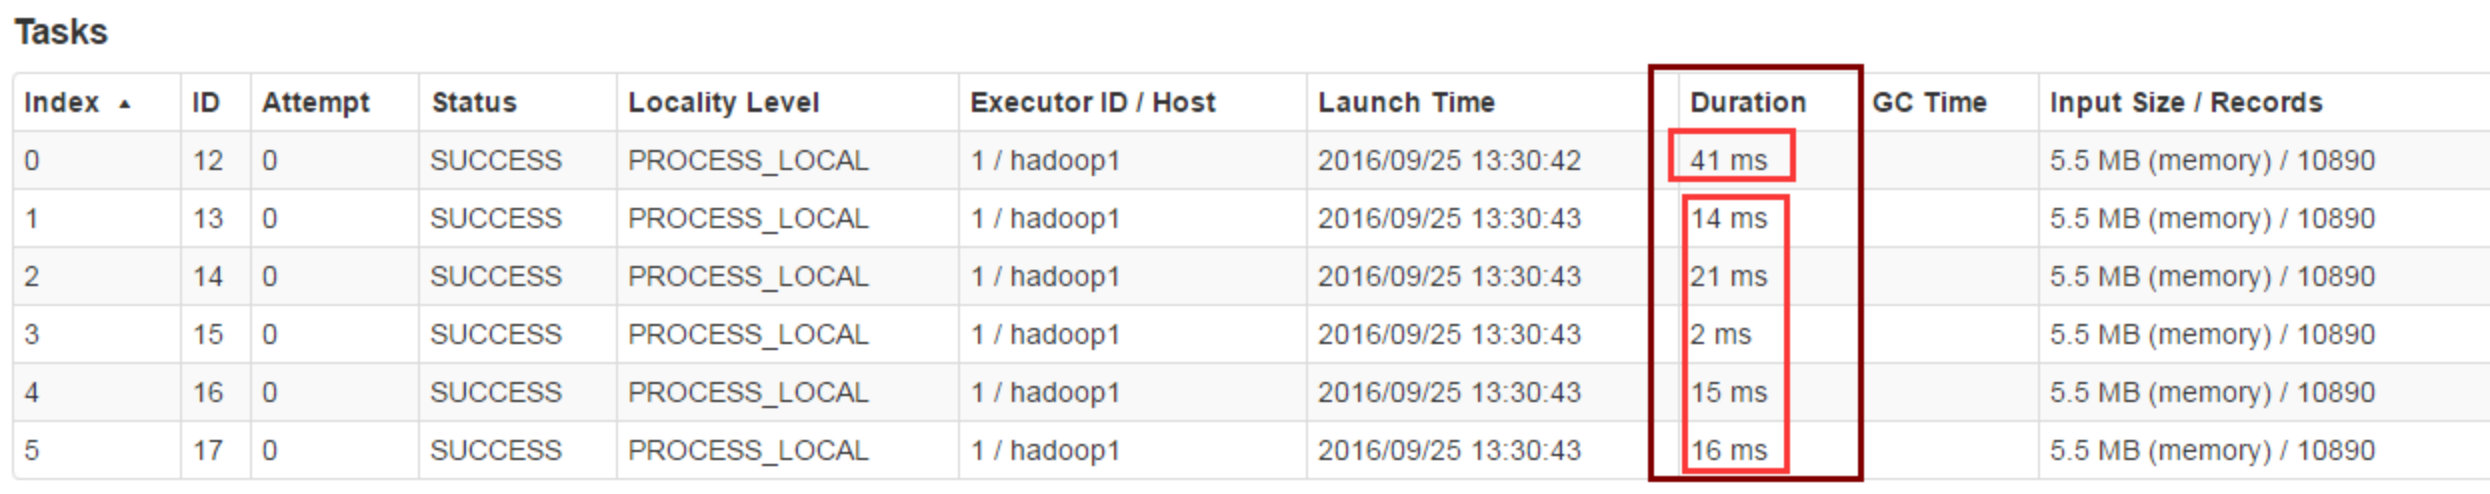 Tasks
Index ▲ ID Attempt Status Locality Level Executor ID / Host Launch Time Duration GC Time Input Size / Records
0 12 0 SUCCESS PROCESS_LOCAL 1 / hadoop1 2016/09/25 13:30:42 41 ms 5.5 MB (memory) / 10890
1 13 0 SUCCESS PROCESS_LOCAL 1 / hadoop1 2016/09/25 13:30:43 14 ms 5.5 MB (memory) / 10890
2 14 0 SUCCESS PROCESS_LOCAL 1 / hadoop1 2016/09/25 13:30:43 21 ms 5.5 MB (memory) / 10890
3 15 0 SUCCESS PROCESS_LOCAL 1 / hadoop1 2016/09/25 13:30:43 2 ms 5.5 MB (memory) / 10890
4 16 0 SUCCESS PROCESS_LOCAL 1 / hadoop1 2016/09/25 13:30:43 15 ms 5.5 MB (memory) / 10890
5 17 0 SUCCESS PROCESS_LOCAL 1 / hadoop1 2016/09/25 13:30:43 16 ms 5.5 MB (memory) / 10890